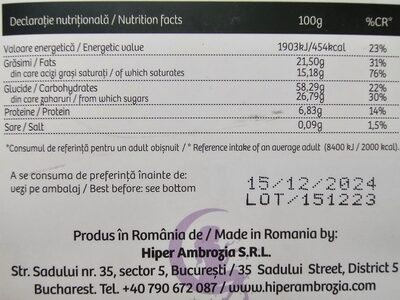 Declarație nutrițională / Nutrition facts 100g %CR*
Valoare energetică / Energetic value 1903kJ/454kcal 23%
Grăsimi / Fats 21,50g 31%
din care acizi grași saturați / of which saturates 15,18g 76%
Glucide / Carbohydrates 58,29g 22%
din care zaharuri / from which sugars 26,79g 30%
Proteine / Protein 6,83g 14%
Sare / Salt 0,09g 1,5%
*Consumul de referință pentru un adult obișnuit / * Reference intake of an average adult (8400 kJ / 2000 kcal).
A se consuma de preferință înainte de:
vezi pe ambalaj / Best before: see bottom
15/12/2024
LOT/151223
Produs în România de / Made in Romania by:
Hiper Ambrozia S.R.L.
Str. Sadului nr. 35, sector 5, București / 35 Sadului Street, District 5
Bucharest. Tel. +40 790 672 087 / www.hiperambrozia.com